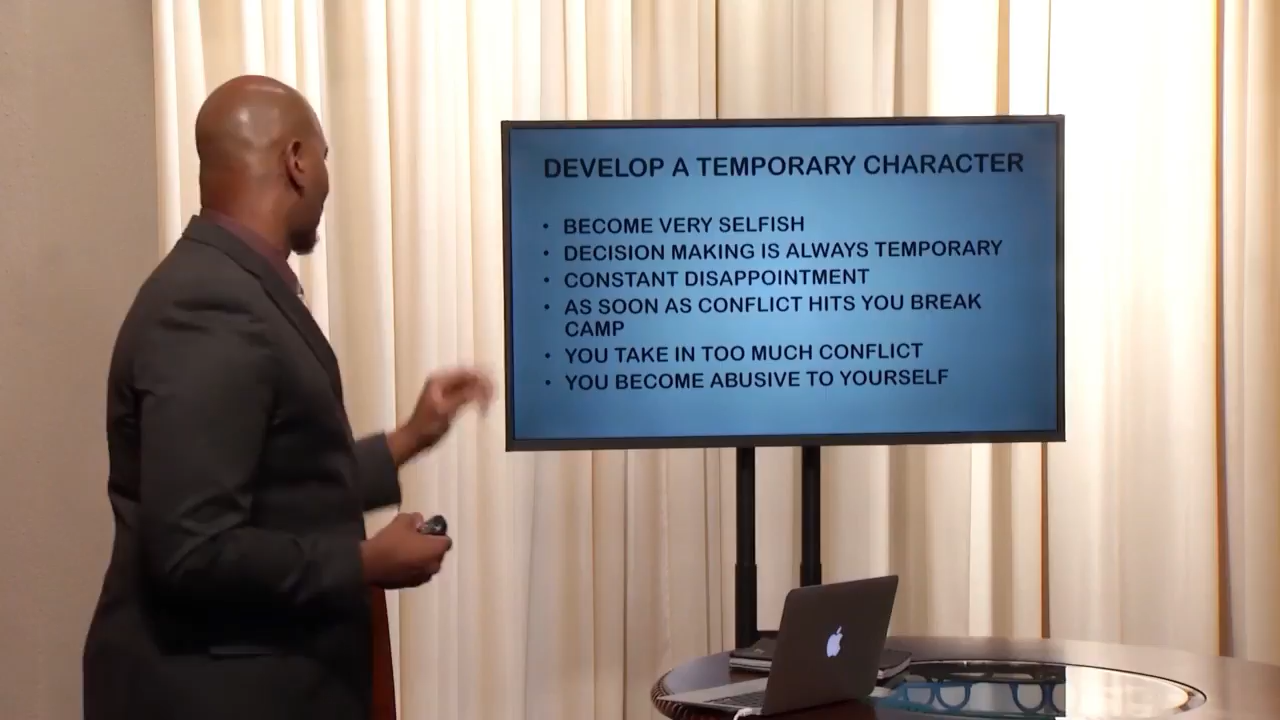 DEVELOP A TEMPORARY CHARACTER
• BECOME VERY SELFISH
• DECISION MAKING IS ALWAYS TEMPORARY
• CONSTANT DISAPPOINTMENT
• AS SOON AS CONFLICT HITS YOU BREAK
CAMP
• YOU TAKE IN TOO MUCH CONFLICT
• YOU BECOME ABUSIVE TO YOURSELF